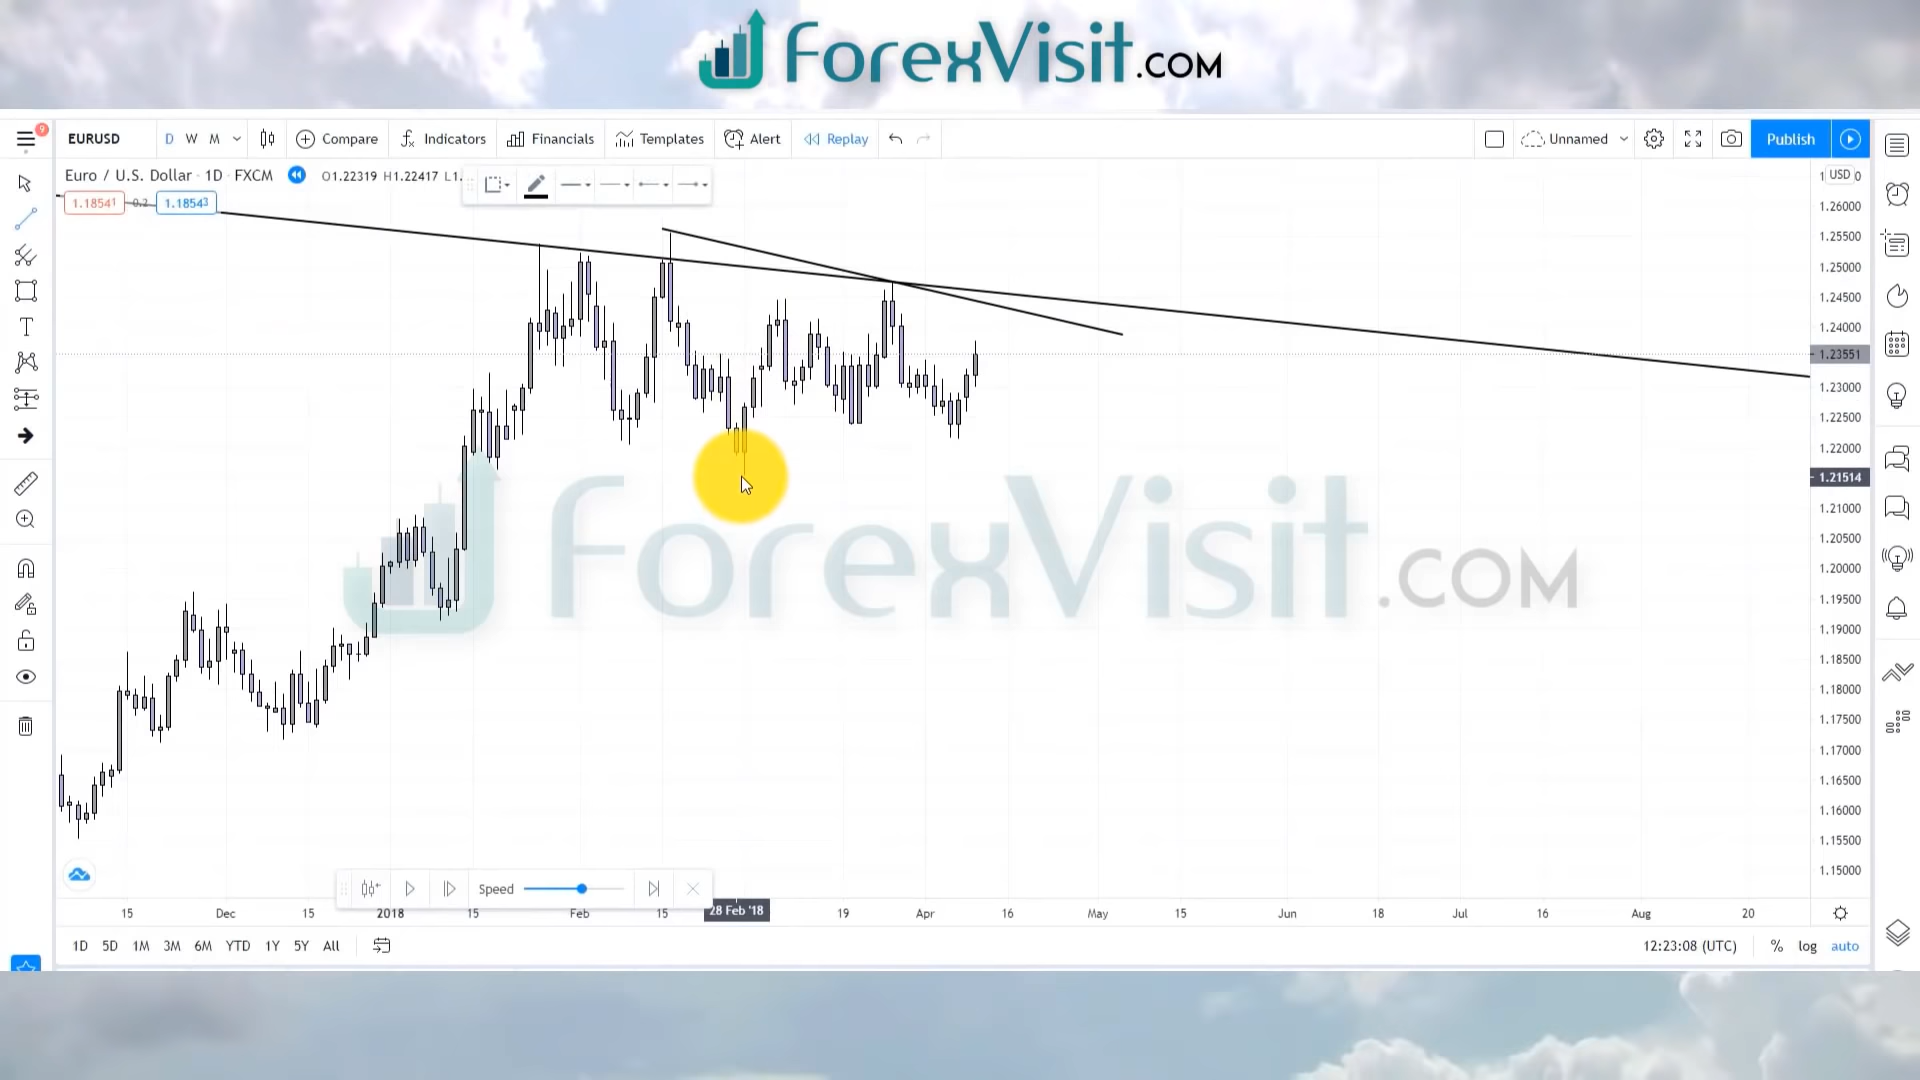 ForexVisit.COM
9
EURUSD D W M Compare Indicators Financials Templates Alert Replay Unnamed Publish
Euro / U.S. Dollar · 1D · FXCM O1.22319 H1.22417 L1.
USD
1.18541 0.2 1.18543
1.26000
1.25500
1.25000
1.24500
1.24000
1.23551
1.23000
1.22500
1.22000
1.21514
1.21000
1.20500
1.20000
1.19500
1.19000
1.18500
1.18000
1.17500
1.17000
1.16500
1.16000
1.15500
1.15000
ForexVisit.COM
Speed
15 Dec 15 2018 15 Feb 15 28 Feb '18 19 Apr 16 May 15 Jun 18 Jul 16 Aug 20
1D 5D 1M 3M 6M YTD 1Y 5Y All 12:23:08 (UTC) % log auto